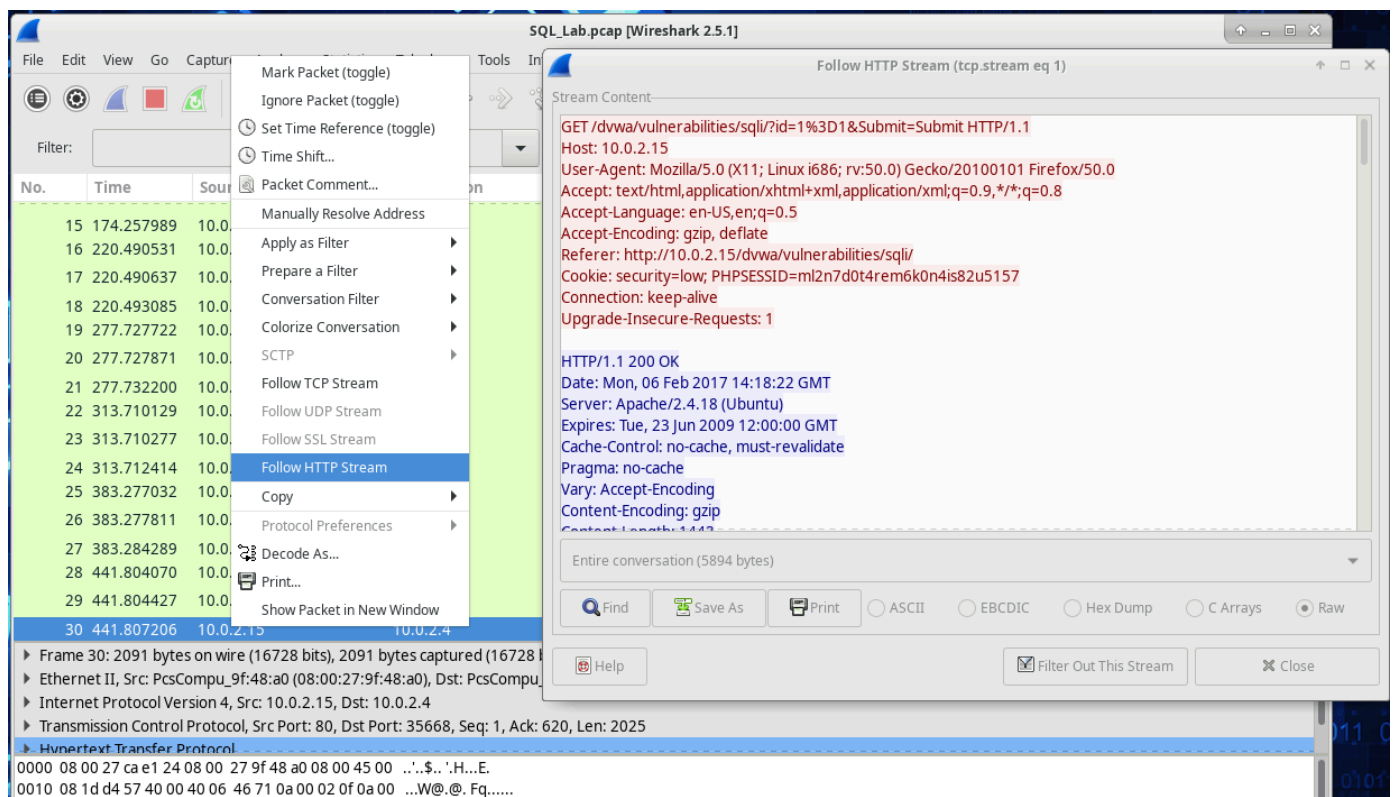 SQL_Lab.pcap [Wireshark 2.5.1]
File Edit View Go Captur Tools In
Filter:
No. Time Sour on
15 174.257989 10.0.
16 220.490531 10.0.
17 220.490637 10.0.
18 220.493085 10.0.
19 277.727722 10.0.
20 277.727871 10.0.
21 277.732200 10.0.
22 313.710129 10.0.
23 313.710277 10.0.
24 313.712414 10.0.
25 383.277032 10.0.
26 383.277811 10.0.
27 383.284289 10.0.
28 441.804070 10.0.
29 441.804427 10.0.
30 441.807206 10.0.2.15 10.0.2.4
Mark Packet (toggle)
Ignore Packet (toggle)
Set Time Reference (toggle)
Time Shift...
Packet Comment...
Manually Resolve Address
Apply as Filter
Prepare a Filter
Conversation Filter
Colorize Conversation
SCTP
Follow TCP Stream
Follow UDP Stream
Follow SSL Stream
Follow HTTP Stream
Copy
Protocol Preferences
Decode As...
Print...
Show Packet in New Window
Follow HTTP Stream (tcp.stream eq 1)
Stream Content
GET /dvwa/vulnerabilities/sqli/?id=1%3D1&Submit=Submit HTTP/1.1
Host: 10.0.2.15
User-Agent: Mozilla/5.0 (X11; Linux i686; rv:50.0) Gecko/20100101 Firefox/50.0
Accept: text/html,application/xhtml+xml,application/xml;q=0.9,*/*;q=0.8
Accept-Language: en-US,en;q=0.5
Accept-Encoding: gzip, deflate
Referer: http://10.0.2.15/dvwa/vulnerabilities/sqli/
Cookie: security=low; PHPSESSID=ml2n7d0t4rem6k0n4is82u5157
Connection: keep-alive
Upgrade-Insecure-Requests: 1
HTTP/1.1 200 OK
Date: Mon, 06 Feb 2017 14:18:22 GMT
Server: Apache/2.4.18 (Ubuntu)
Expires: Tue, 23 Jun 2009 12:00:00 GMT
Cache-Control: no-cache, must-revalidate
Pragma: no-cache
Vary: Accept-Encoding
Content-Encoding: gzip
Content-Length: 1443
Entire conversation (5894 bytes)
Find Save As Print ASCII EBCDIC Hex Dump C Arrays Raw
Help Filter Out This Stream Close
Frame 30: 2091 bytes on wire (16728 bits), 2091 bytes captured (16728 b
Ethernet II, Src: PcsCompu_9f:48:a0 (08:00:27:9f:48:a0), Dst: PcsCompu_
Internet Protocol Version 4, Src: 10.0.2.15, Dst: 10.0.2.4
Transmission Control Protocol, Src Port: 80, Dst Port: 35668, Seq: 1, Ack: 620, Len: 2025
Hypertext Transfer Protocol
0000 08 00 27 ca e1 24 08 00 27 9f 48 a0 08 00 45 00 ..'..$.. '.H...E.
0010 08 1d d4 57 40 00 40 06 46 71 0a 00 02 0f 0a 00 ...W@.@. Fq......